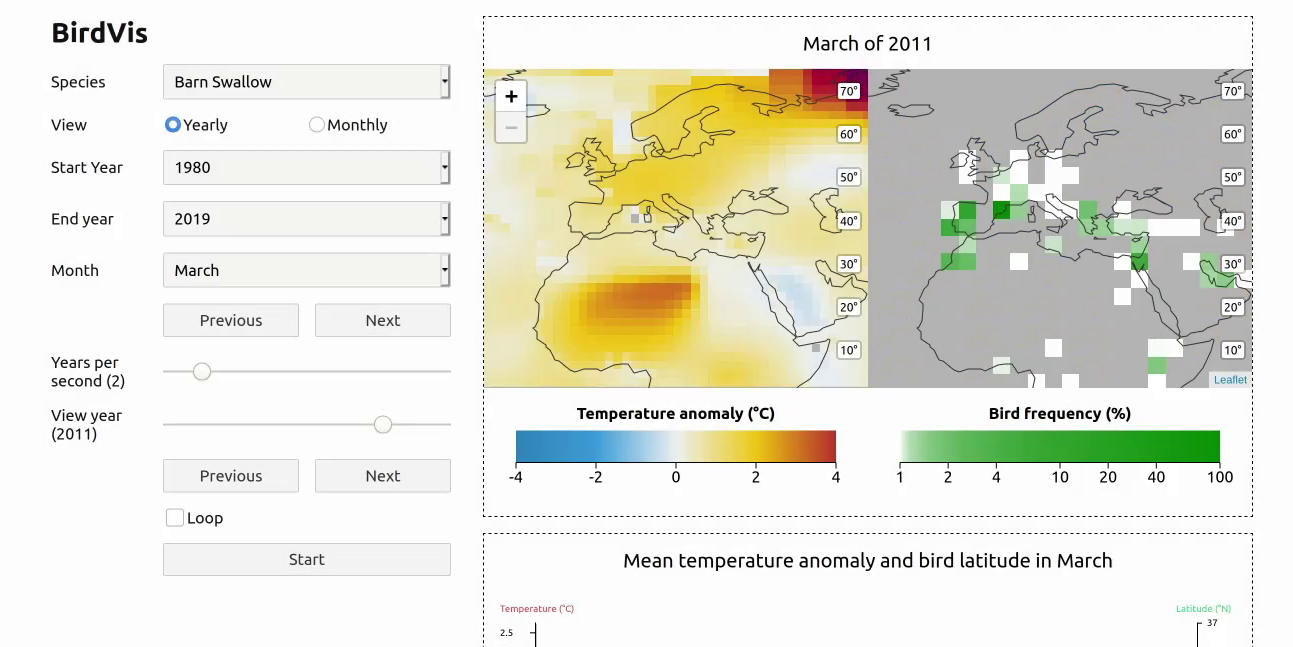 BirdVis
Species
Barn Swallow
View
Yearly
Monthly
Start Year
1980
End year
2019
Month
March
Previous
Next
Years per
second (2)
View year
(2011)
Previous
Next
Loop
Start
March of 2011
+
−
70°
60°
50°
40°
30°
20°
10°
70°
60°
50°
40°
30°
20°
10°
Leaflet
Temperature anomaly (°C)
-4 -2 0 2 4
Bird frequency (%)
1 2 4 10 20 40 100
Mean temperature anomaly and bird latitude in March
Temperature (°C)
Latitude (°N)
2.5
37